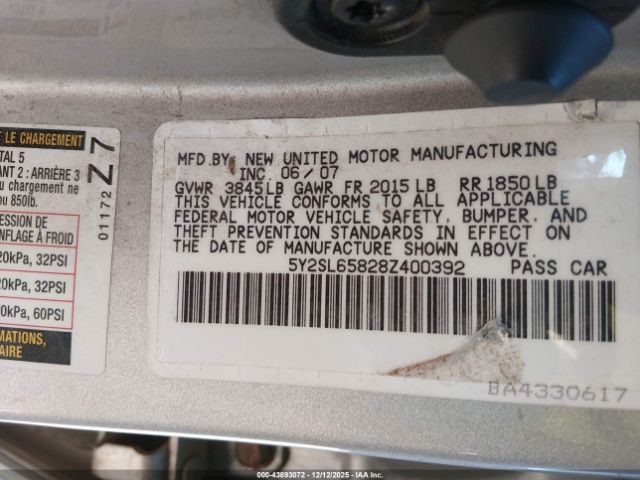 LE CHARGEMENT
TAL 5
ANT 2 : ARRIÈRE 3
u chargement ne
ou 850lb.
ESSION DE
NFLAGE À FROID
20kPa, 32PSI
20kPa, 32PSI
0kPa, 60PSI
MATIONS,
AIRE
01172 Z7
MFD.BY: NEW UNITED MOTOR MANUFACTURING
INC. 06/07
GVWR 3845LB GAWR FR 2015 LB RR 1850 LB
THIS VEHICLE CONFORMS TO ALL APPLICABLE
FEDERAL MOTOR VEHICLE SAFETY, BUMPER, AND
THEFT PREVENTION STANDARDS IN EFFECT ON
THE DATE OF MANUFACTURE SHOWN ABOVE.
5Y2SL65828Z400392 PASS CAR
BA4330617
000-43893072 - 12/12/2025 - IAAI.COM